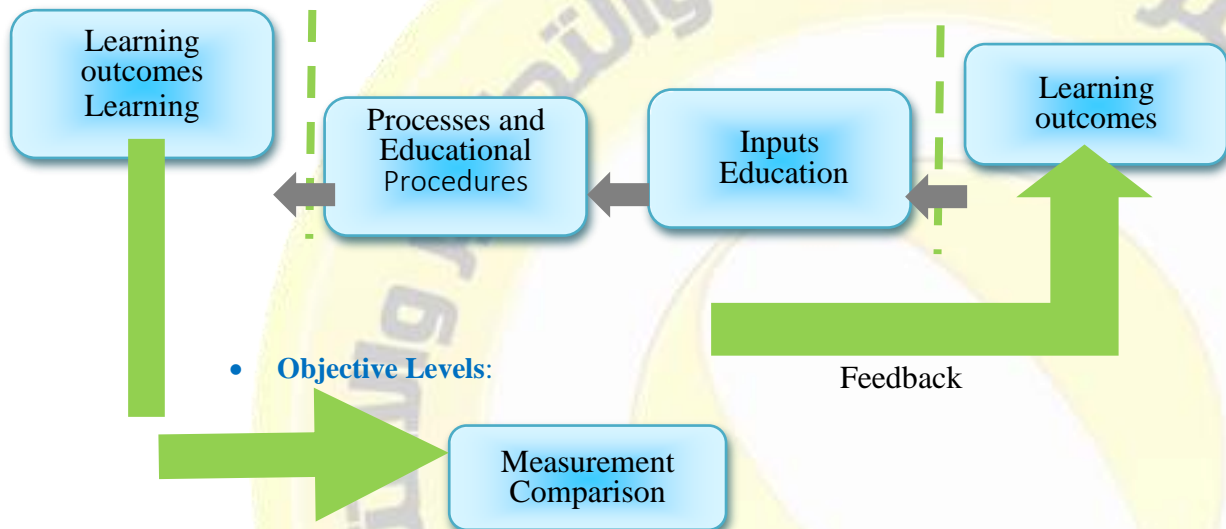 Learning
outcomes
Learning
Processes and
Educational
Procedures
Inputs
Education
Learning
outcomes
• Objective Levels:
Feedback
Measurement
Comparison